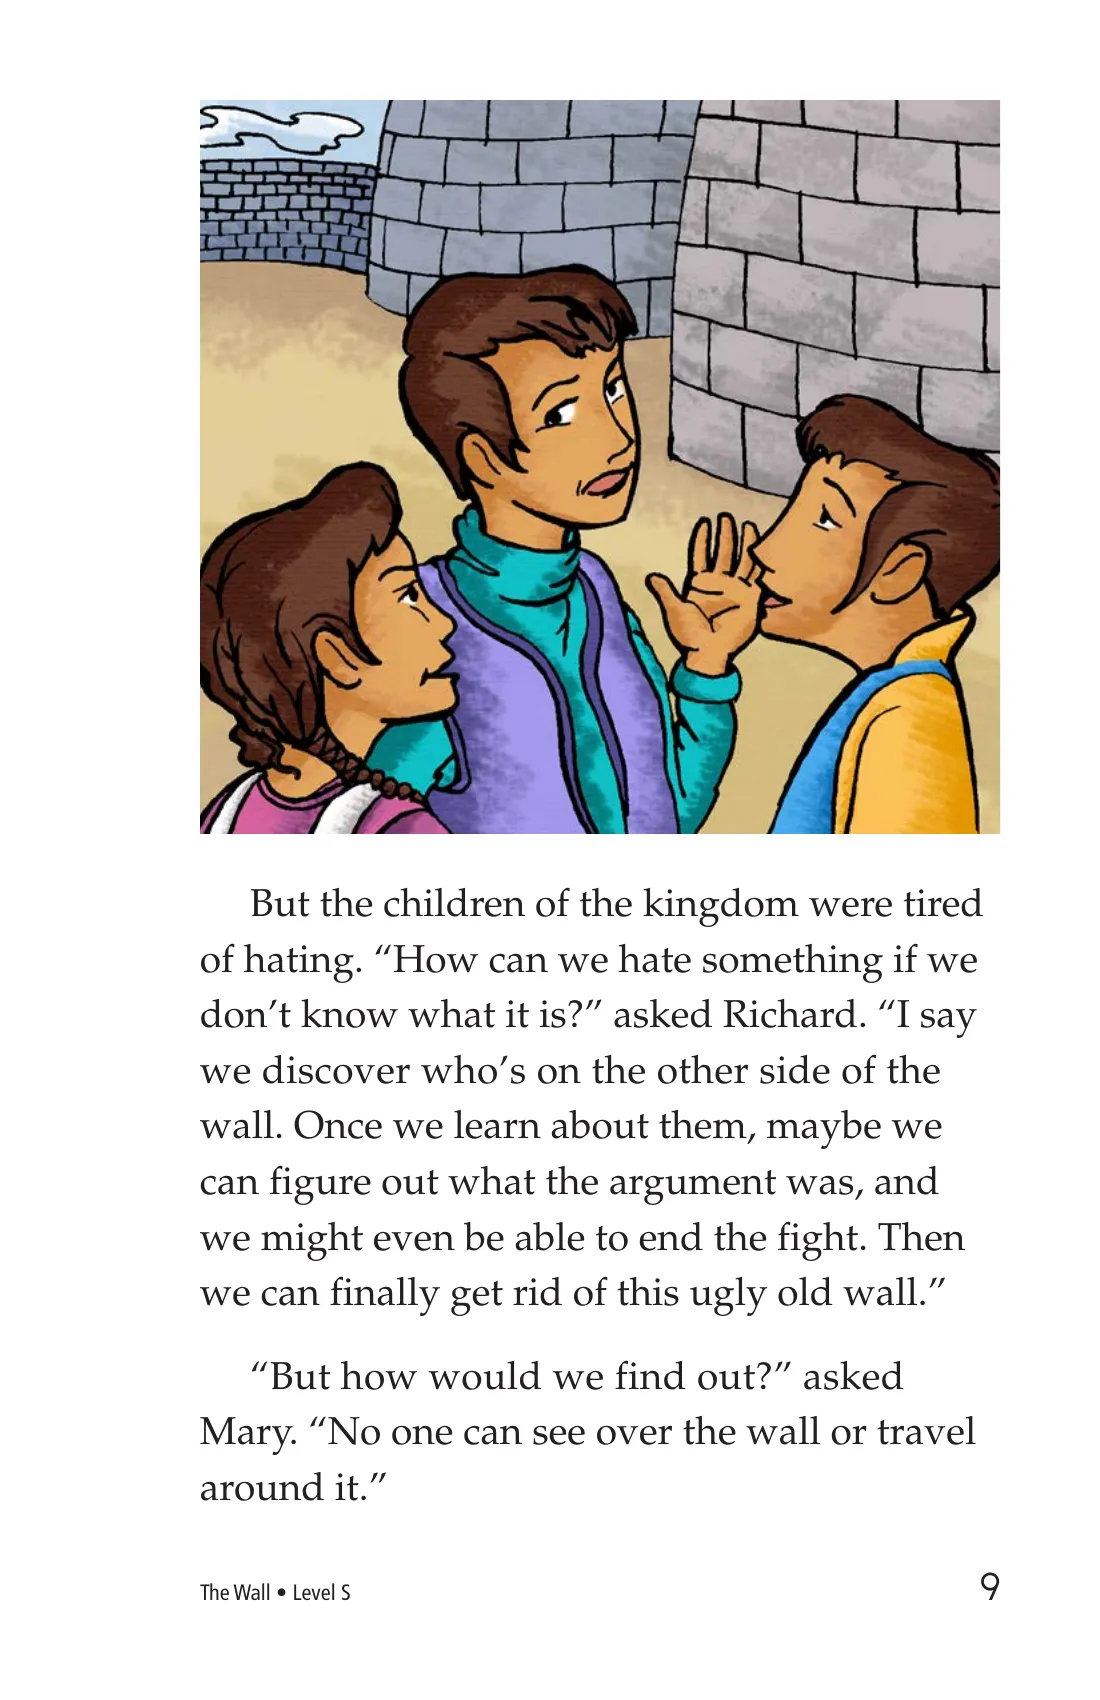 But the children of the kingdom were tired
of hating. “How can we hate something if we
don’t know what it is?” asked Richard. “I say
we discover who’s on the other side of the
wall. Once we learn about them, maybe we
can figure out what the argument was, and
we might even be able to end the fight. Then
we can finally get rid of this ugly old wall.”
“But how would we find out?” asked
Mary. “No one can see over the wall or travel
around it.”
The Wall • Level S
9